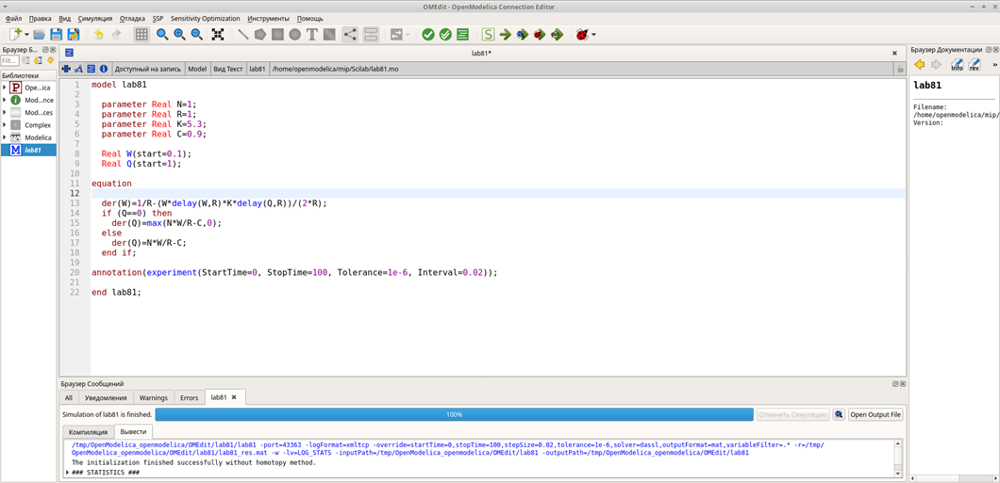 OMEdit - OpenModelica Connection Editor
Файл Правка Вид Симуляция Отладка SSP Sensitivity Optimization Инструменты Помощь
Браузер Б...
Библиотеки
Ope...ica
Mod...nce
Mod...ces
Complex
Modelica
lab81
lab81*
Доступный на запись Model Вид Текст lab81 /home/openmodelica/mip/Scilab/lab81.mo
1 model lab81
2
3 parameter Real N=1;
4 parameter Real R=1;
5 parameter Real K=5.3;
6 parameter Real C=0.9;
7
8 Real W(start=0.1);
9 Real Q(start=1);
10
11 equation
12
13 der(W)=1/R-(W*delay(W,R)*K*delay(Q,R))/(2*R);
14 if (Q==0) then
15 der(Q)=max(N*W/R-C,0);
16 else
17 der(Q)=N*W/R-C;
18 end if;
19
20 annotation(experiment(StartTime=0, StopTime=100, Tolerance=1e-6, Interval=0.02));
21
22 end lab81;
Браузер Сообщений
All Уведомления Warnings Errors lab81
Simulation of lab81 is finished. 100% Отменить Симуляцию Open Output File
Компиляция Вывести
/tmp/OpenModelica_openmodelica/OMEdit/lab81/lab81 -port=43363 -logFormat=xmltcp -override=startTime=0,stopTime=100,stepSize=0.02,tolerance=1e-6,solver=dassl,outputFormat=mat,variableFilter=.* -r=/tmp/
OpenModelica_openmodelica/OMEdit/lab81/lab81_res.mat -w -lv=LOG_STATS -inputPath=/tmp/OpenModelica_openmodelica/OMEdit/lab81 -outputPath=/tmp/OpenModelica_openmodelica/OMEdit/lab81
The initialization finished successfully without homotopy method.
### STATISTICS ###
Браузер Документации
info rev »
lab81
Filename:
/home/openmodelica/mip/
Version: